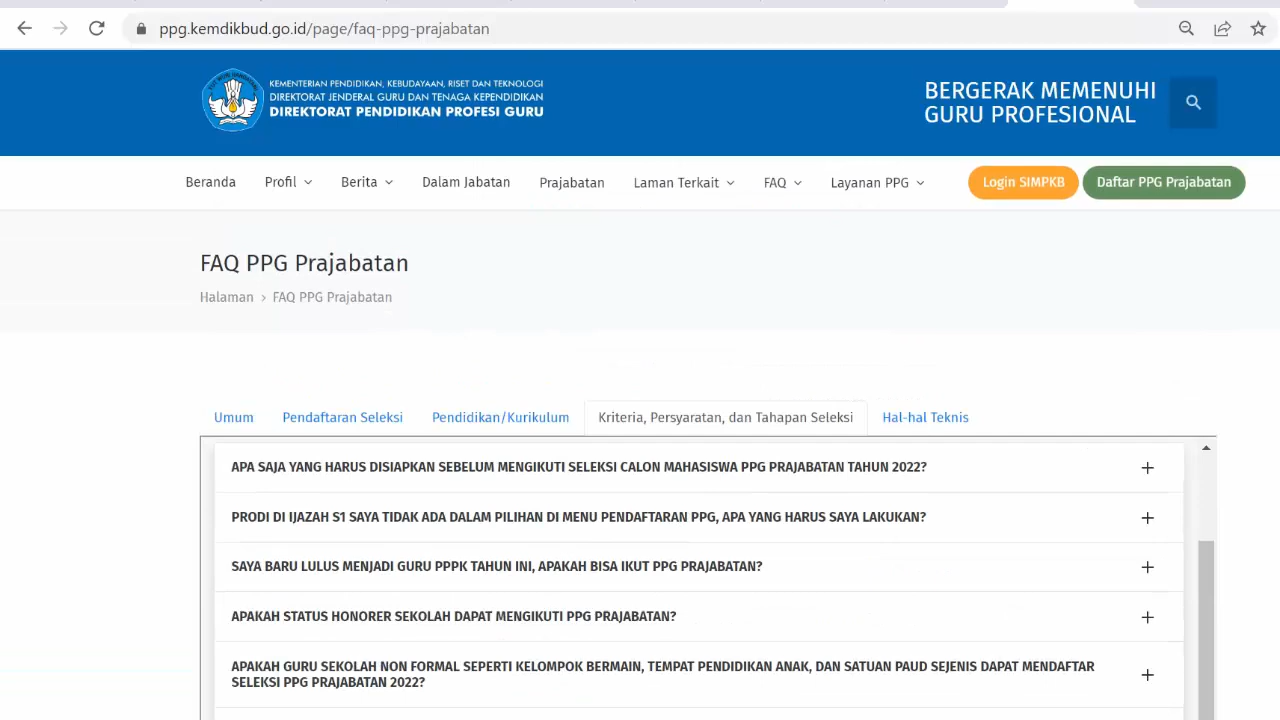 ppg.kemdikbud.go.id/page/faq-ppg-prajabatan
KEMENTERIAN PENDIDIKAN, KEBUDAYAAN, RISET DAN TEKNOLOGI
DIREKTORAT JENDERAL GURU DAN TENAGA KEPENDIDIKAN
DIREKTORAT PENDIDIKAN PROFESI GURU
BERGERAK MEMENUHI
GURU PROFESIONAL
Beranda Profil Berita Dalam Jabatan Prajabatan Laman Terkait FAQ Layanan PPG Login SIMPKB Daftar PPG Prajabatan
FAQ PPG Prajabatan
Halaman › FAQ PPG Prajabatan
Umum Pendaftaran Seleksi Pendidikan/Kurikulum Kriteria, Persyaratan, dan Tahapan Seleksi Hal-hal Teknis
APA SAJA YANG HARUS DISIAPKAN SEBELUM MENGIKUTI SELEKSI CALON MAHASISWA PPG PRAJABATAN TAHUN 2022?
PRODI DI IJAZAH S1 SAYA TIDAK ADA DALAM PILIHAN DI MENU PENDAFTARAN PPG, APA YANG HARUS SAYA LAKUKAN?
SAYA BARU LULUS MENJADI GURU PPPK TAHUN INI, APAKAH BISA IKUT PPG PRAJABATAN?
APAKAH STATUS HONORER SEKOLAH DAPAT MENGIKUTI PPG PRAJABATAN?
APAKAH GURU SEKOLAH NON FORMAL SEPERTI KELOMPOK BERMAIN, TEMPAT PENDIDIKAN ANAK, DAN SATUAN PAUD SEJENIS DAPAT MENDAFTAR
SELEKSI PPG PRAJABATAN 2022?